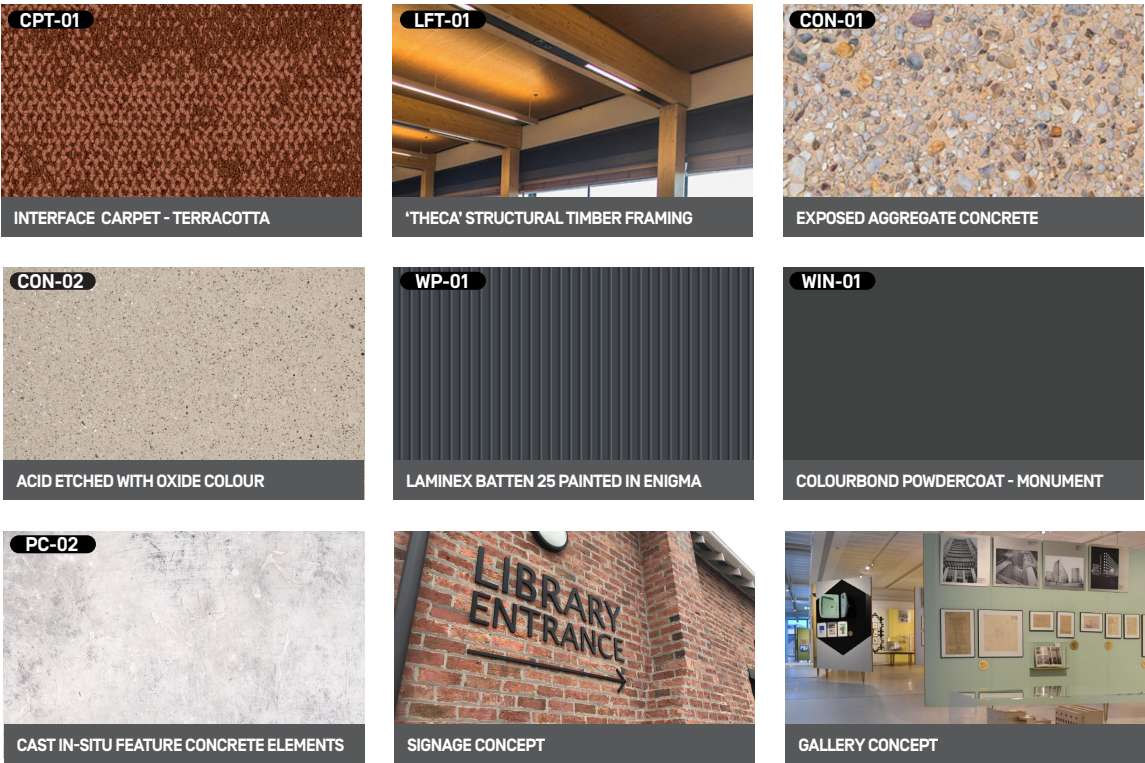 CPT-01
INTERFACE CARPET - TERRACOTTA
LFT-01
‘THECA’ STRUCTURAL TIMBER FRAMING
CON-01
EXPOSED AGGREGATE CONCRETE
CON-02
ACID ETCHED WITH OXIDE COLOUR
WP-01
LAMINEX BATTEN 25 PAINTED IN ENIGMA
WIN-01
COLOURBOND POWDERCOAT - MONUMENT
PC-02
CAST IN-SITU FEATURE CONCRETE ELEMENTS
LIBRARY
ENTRANCE
SIGNAGE CONCEPT
GALLERY CONCEPT